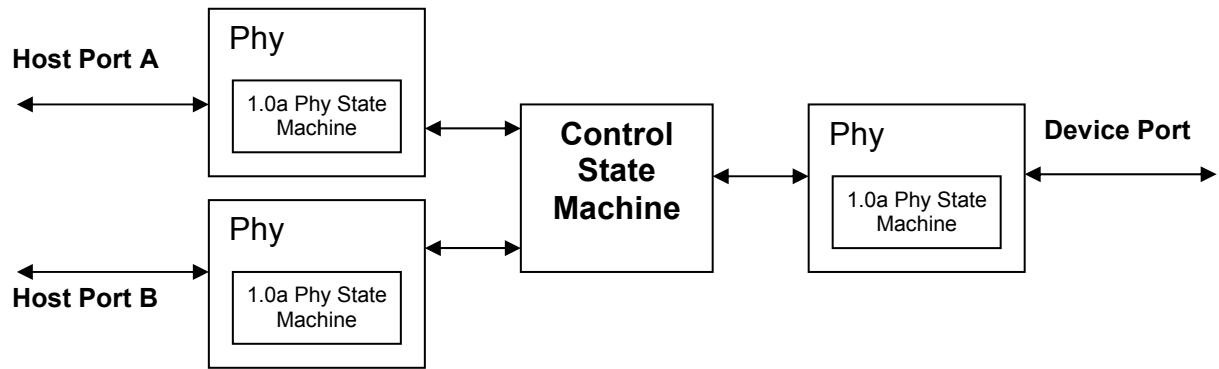 Host Port A
Phy
1.0a Phy State
Machine
Host Port B
Phy
1.0a Phy State
Machine
Control
State
Machine
Phy
1.0a Phy State
Machine
Device Port